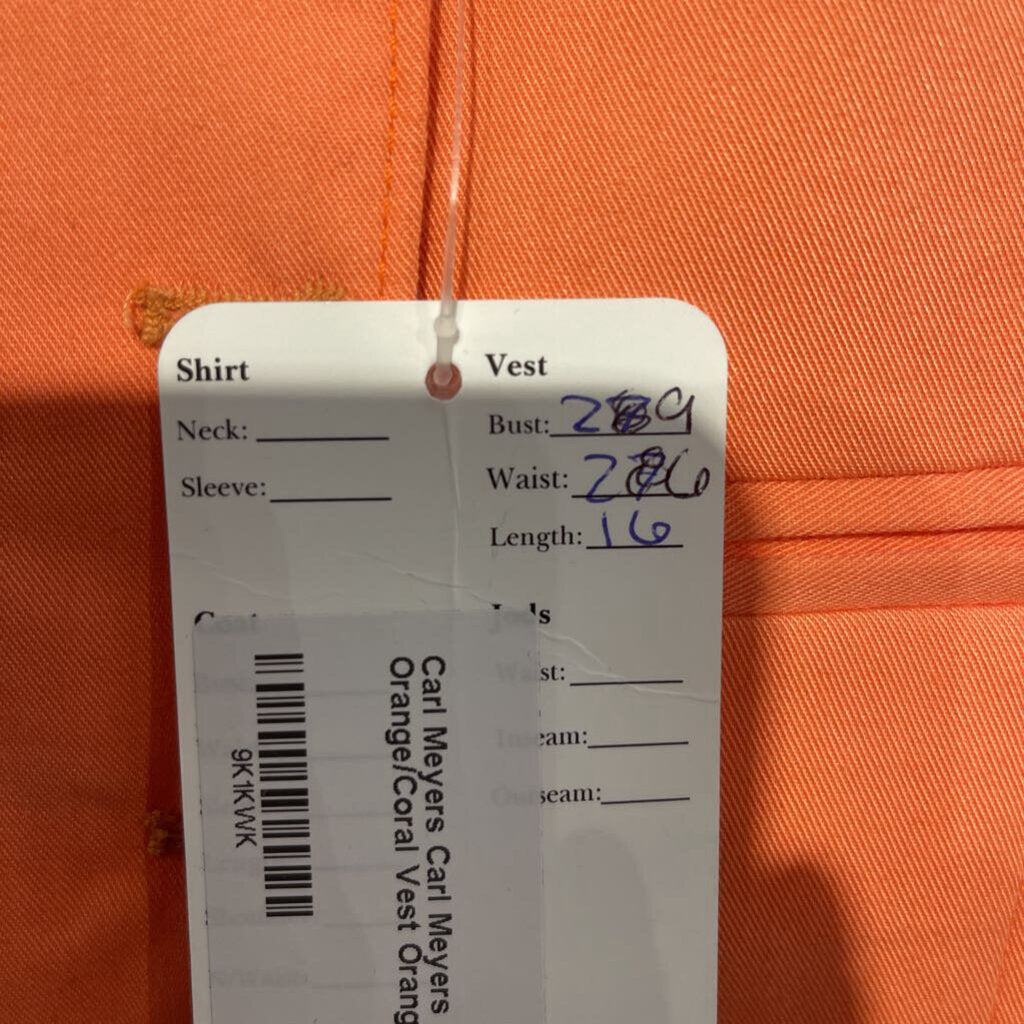 Shirt
Neck:
Sleeve:
Vest
Bust: 29
Waist: 26
Length: 16
Coat
Jods
Waist:
Inseam:
Outseam:
Carl Meyers Carl Meyers
Orange/Coral Vest Orang
9K1KWK